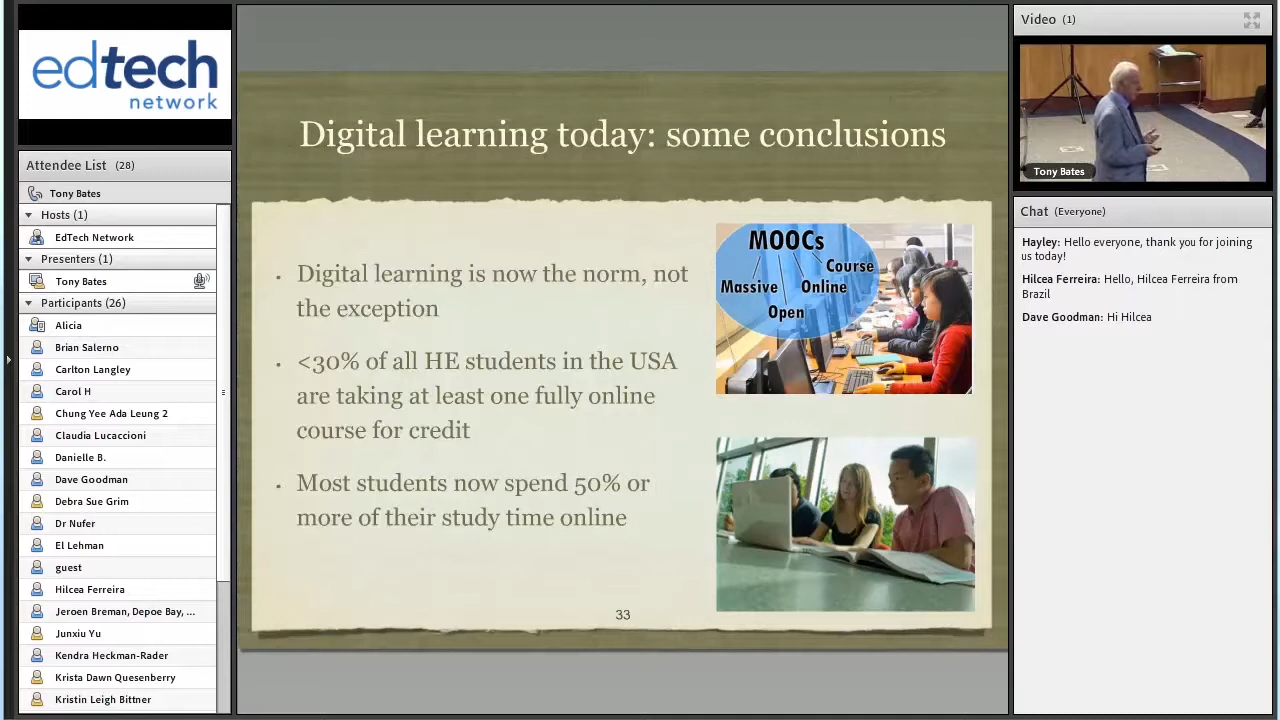 edtech
network
Attendee List (28)
Tony Bates
Hosts (1)
EdTech Network
Presenters (1)
Tony Bates
Participants (26)
Alicia
Brian Salerno
Carlton Langley
Carol H
Chung Yee Ada Leung 2
Claudia Lucaccioni
Danielle B.
Dave Goodman
Debra Sue Grim
Dr Nufer
El Lehman
guest
Hilcea Ferreira
Jeroen Breman, Depoe Bay, ...
Junxiu Yu
Kendra Heckman-Rader
Krista Dawn Quesenberry
Kristin Leigh Bittner
Digital learning today: some conclusions
▪ Digital learning is now the norm, not
the exception
▪ <30% of all HE students in the USA
are taking at least one fully online
course for credit
▪ Most students now spend 50% or
more of their study time online
MOOCs
Course
Massive
Online
Open
33
Video (1)
Tony Bates
Chat (Everyone)
Hayley: Hello everyone, thank you for joining
us today!
Hilcea Ferreira: Hello, Hilcea Ferreira from
Brazil
Dave Goodman: Hi Hilcea